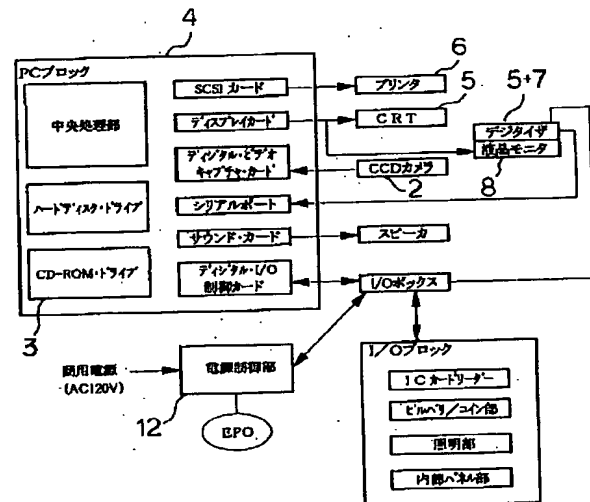 4
PCブロック
中央処理部
ハードディスク・ドライブ
CD-ROM・ドライブ
3
SCSI カード
ディスプレイカード
ディジタル・ビデオ
キャプチャ・カード
シリアルポート
サウンド・カード
ディジタル・I/O
制御カード
6
プリンタ
5
CRT
CCDカメラ
2
スピーカ
I/Oボックス
5+7
デジタイザ
液晶モニタ
8
商用電源
(AC120V)
電源制御部
12
EPO
I/Oブロック
ICカードリーダー
ビルベリ/コイン部
照明部
内部パネル部